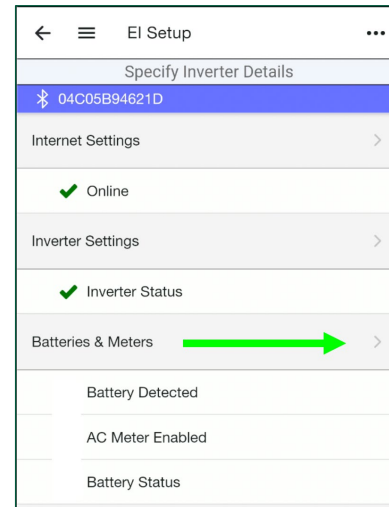 EI Setup
Specify Inverter Details
04C05B94621D
Internet Settings
Online
Inverter Settings
Inverter Status
Batteries & Meters
Battery Detected
AC Meter Enabled
Battery Status